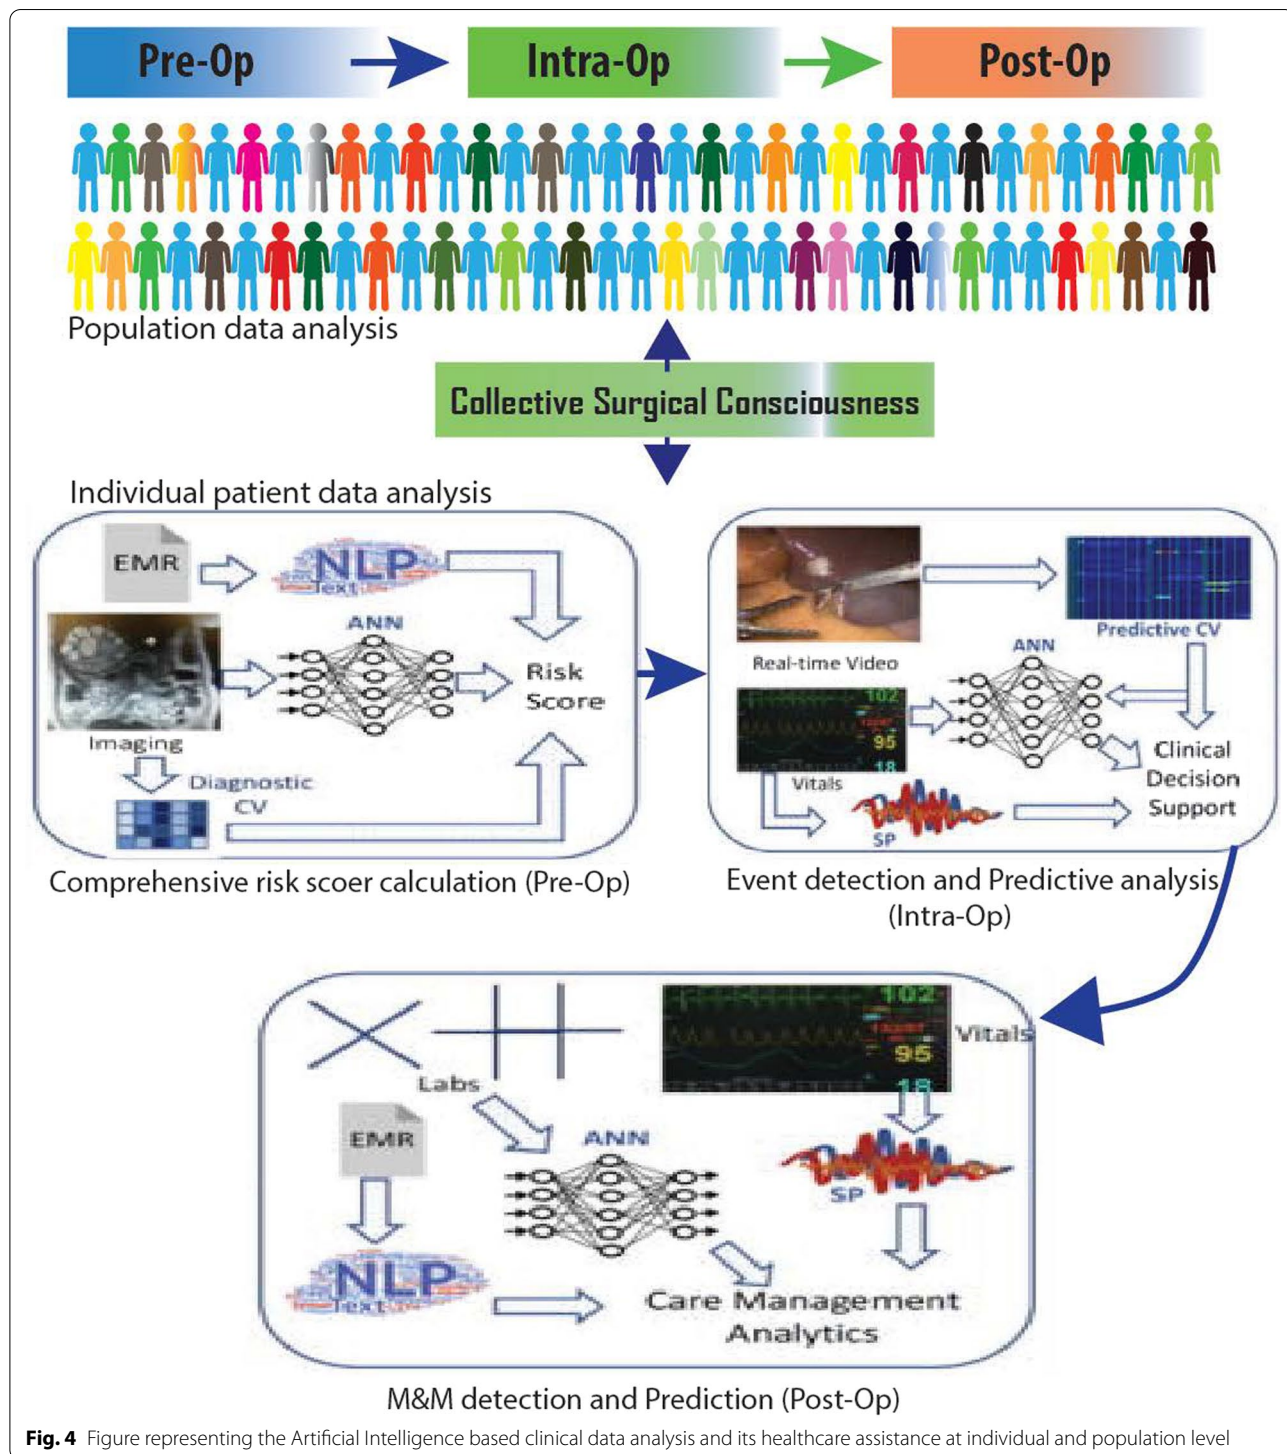 Pre-Op
Intra-Op
Post-Op
Population data analysis
Collective Surgical Consciousness
Individual patient data analysis
EMR
NLP
Text
ANN
Risk
Score
Imaging
Diagnostic
CV
Comprehensive risk scoer calculation (Pre-Op)
Real-time Video
Predictive CV
ANN
102
95
18
Vitals
SP
Clinical
Decision
Support
Event detection and Predictive analysis
(Intra-Op)
Labs
102
95
18
Vitals
EMR
ANN
SP
NLP
Text
Care Management
Analytics
M&M detection and Prediction (Post-Op)
Fig. 4 Figure representing the Artificial Intelligence based clinical data analysis and its healthcare assistance at individual and population level